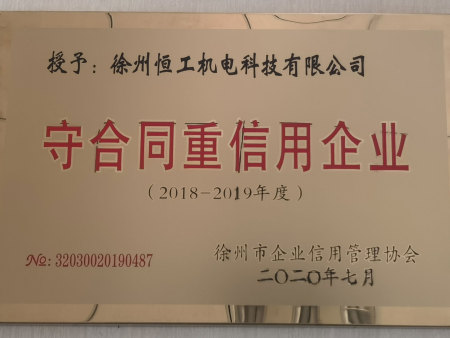 授予：徐州恒工机电科技有限公司
守合同重信用企业
（2018-2019年度）
№:32030020190487
徐州市企业信用管理协会
二〇二〇年七月